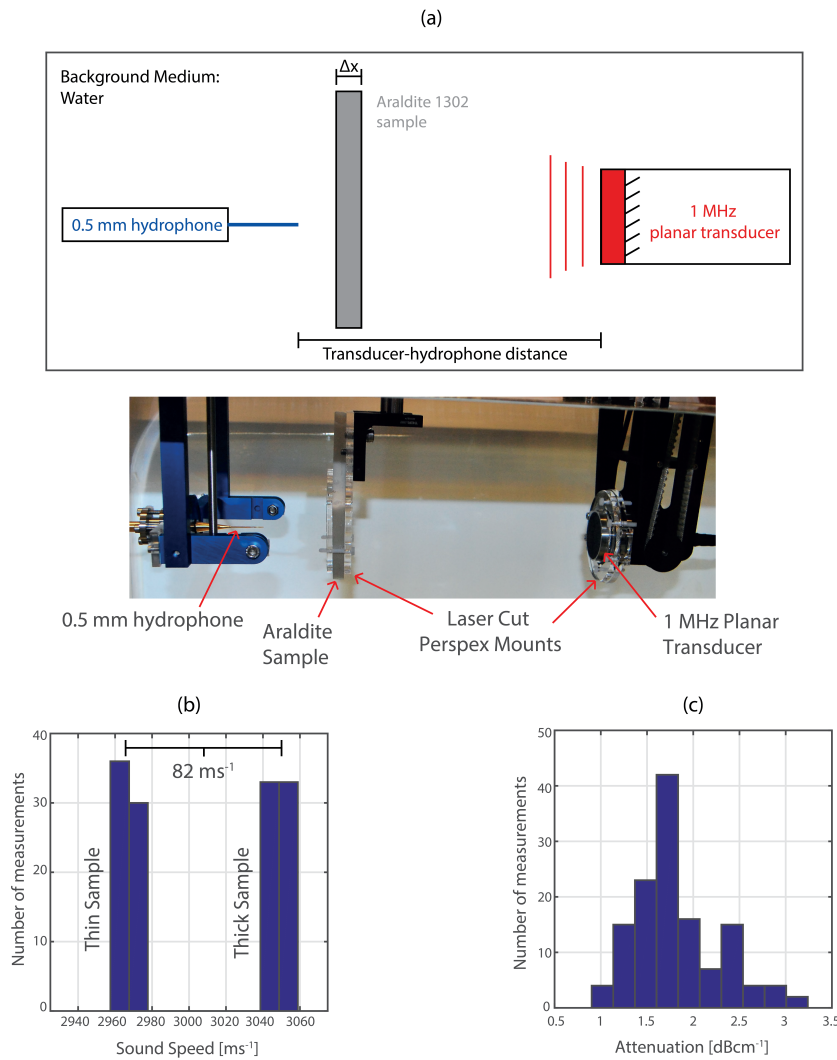 (a)
Background Medium:
Water
Δx
Araldite 1302
sample
0.5 mm hydrophone
1 MHz
planar transducer
Transducer-hydrophone distance
0.5 mm hydrophone
Araldite
Sample
Laser Cut
Perspex Mounts
1 MHz Planar
Transducer
(b)
40
30
20
10
0
Number of measurements
82 ms⁻¹
Thin Sample
Thick Sample
2940 2960 2980 3000 3020 3040 3060
Sound Speed [ms⁻¹]
(c)
50
40
30
20
10
0
Number of measurements
0.5 1 1.5 2 2.5 3 3.5
Attenuation [dBcm⁻¹]